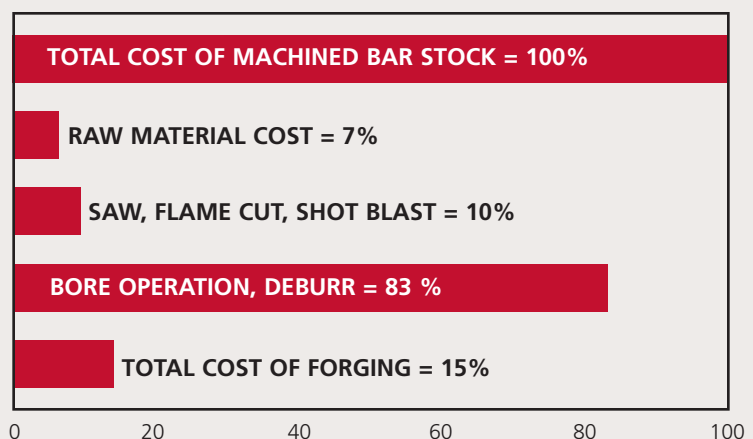 TOTAL COST OF MACHINED BAR STOCK = 100%
RAW MATERIAL COST = 7%
SAW, FLAME CUT, SHOT BLAST = 10%
BORE OPERATION, DEBURR = 83 %
TOTAL COST OF FORGING = 15%
0 20 40 60 80 100